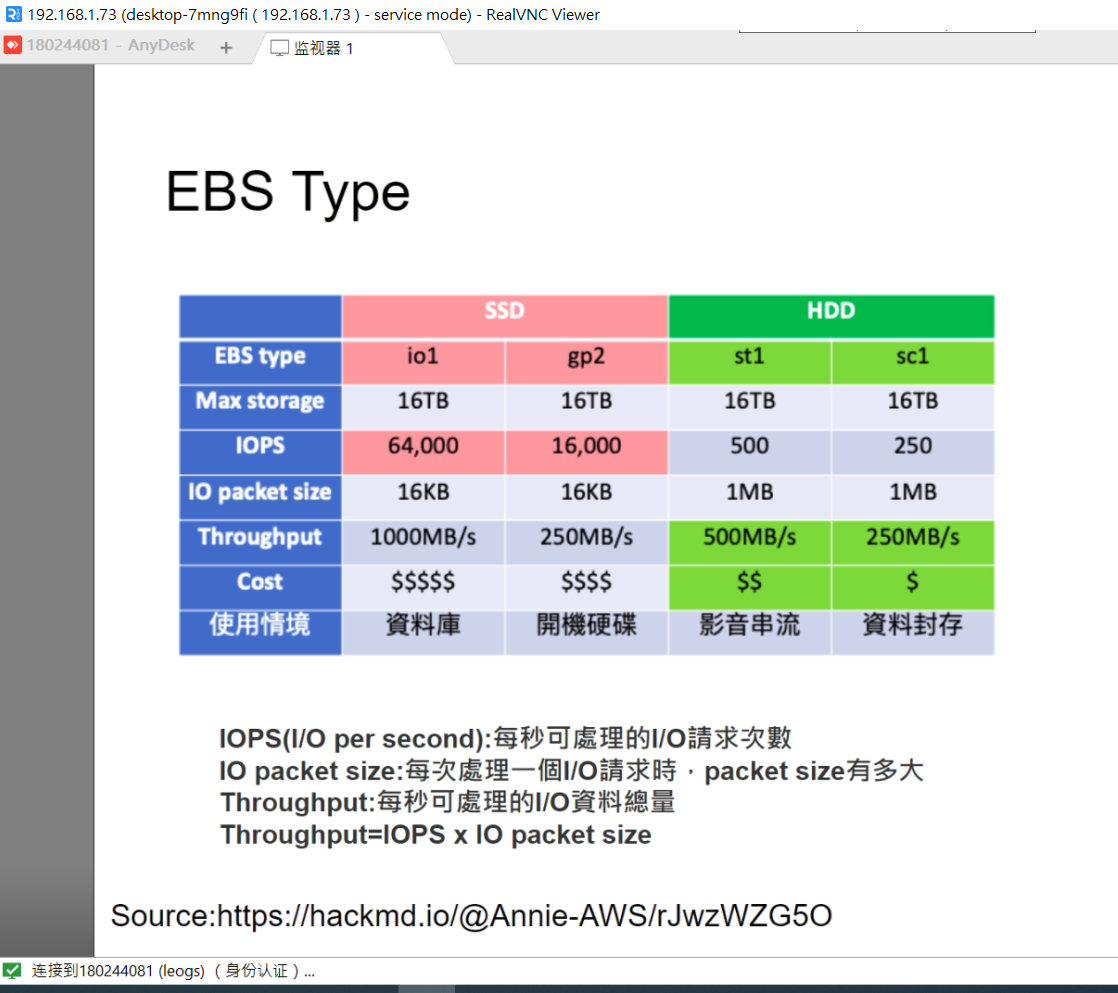 192.168.1.73 (desktop-7mng9fi ( 192.168.1.73 ) - service mode) - RealVNC Viewer
180244081 - AnyDesk + 监视器 1
EBS Type
SSD HDD
EBS type io1 gp2 st1 sc1
Max storage 16TB 16TB 16TB 16TB
IOPS 64,000 16,000 500 250
IO packet size 16KB 16KB 1MB 1MB
Throughput 1000MB/s 250MB/s 500MB/s 250MB/s
Cost $$$$$ $$$$ $$ $
使用情境 資料庫 開機硬碟 影音串流 資料封存
IOPS(I/O per second):每秒可處理的I/O請求次數
IO packet size:每次處理一個I/O請求時，packet size有多大
Throughput:每秒可處理的I/O資料總量
Throughput=IOPS x IO packet size
Source:https://hackmd.io/@Annie-AWS/rJwzWZG5O
连接到180244081 (leogs) （身份认证）...